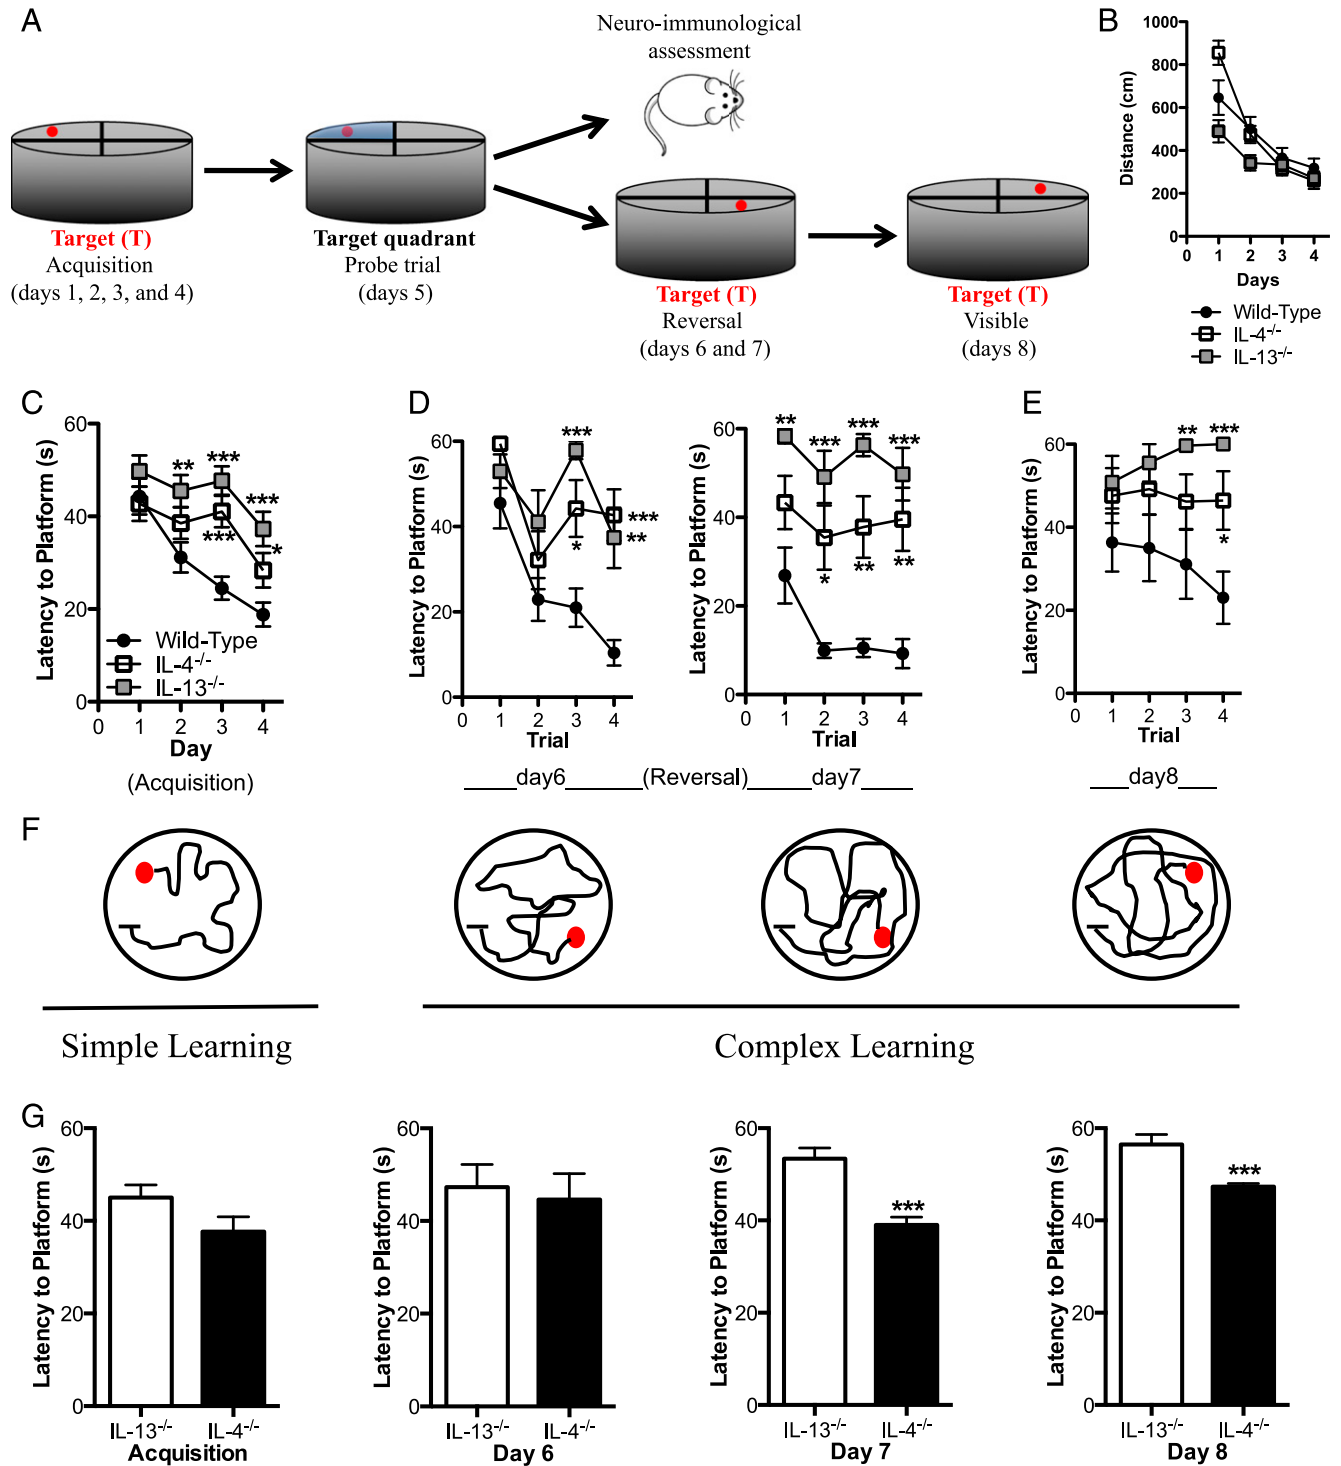 A
Neuro-immunological
assessment
Target (T)
Acquisition
(days 1, 2, 3, and 4)
Target quadrant
Probe trial
(days 5)
Target (T)
Reversal
(days 6 and 7)
Target (T)
Visible
(days 8)
B
Distance (cm)
1000
800
600
400
200
0
0 1 2 3 4
Days
Wild-Type
IL-4-/-
IL-13-/-
C
Latency to Platform (s)
60
40
20
0
** *** ***
*** *
Wild-Type
IL-4-/-
IL-13-/-
0 1 2 3 4
Day
(Acquisition)
D
Latency to Platform (s)
60
40
20
0
***
*
***
**
0 1 2 3 4
Trial
Latency to Platform (s)
60
40
20
0
** *** *** ***
* ** **
0 1 2 3 4
Trial
____day6______(Reversal)_____day7____
E
Latency to Platform (s)
60
40
20
0
** ***
*
0 1 2 3 4
Trial
___day8___
F
Simple Learning
Complex Learning
G
Latency to Platform (s)
60
40
20
0
IL-13-/- IL-4-/-
Acquisition
Latency to Platform (s)
60
40
20
0
IL-13-/- IL-4-/-
Day 6
Latency to Platform (s)
60
40
20
0
***
IL-13-/- IL-4-/-
Day 7
Latency to Platform (s)
60
40
20
0
***
IL-13-/- IL-4-/-
Day 8